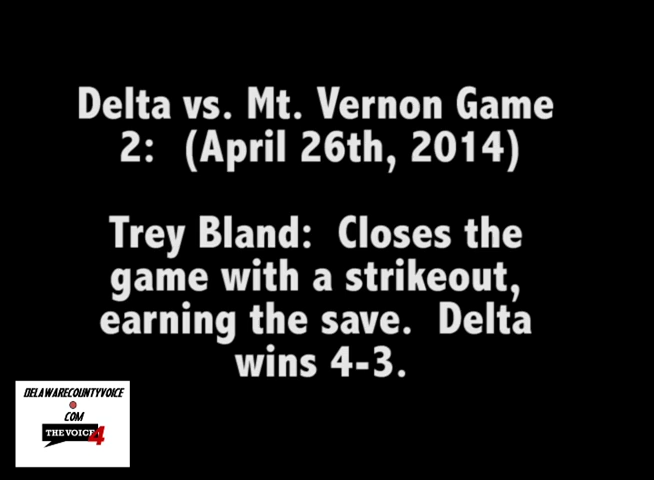 Delta vs. Mt. Vernon Game
2: (April 26th, 2014)
Trey Bland: Closes the
game with a strikeout,
earning the save. Delta
wins 4-3.
DELAWARECOUNTYVOICE
COM
THE VOICE 4